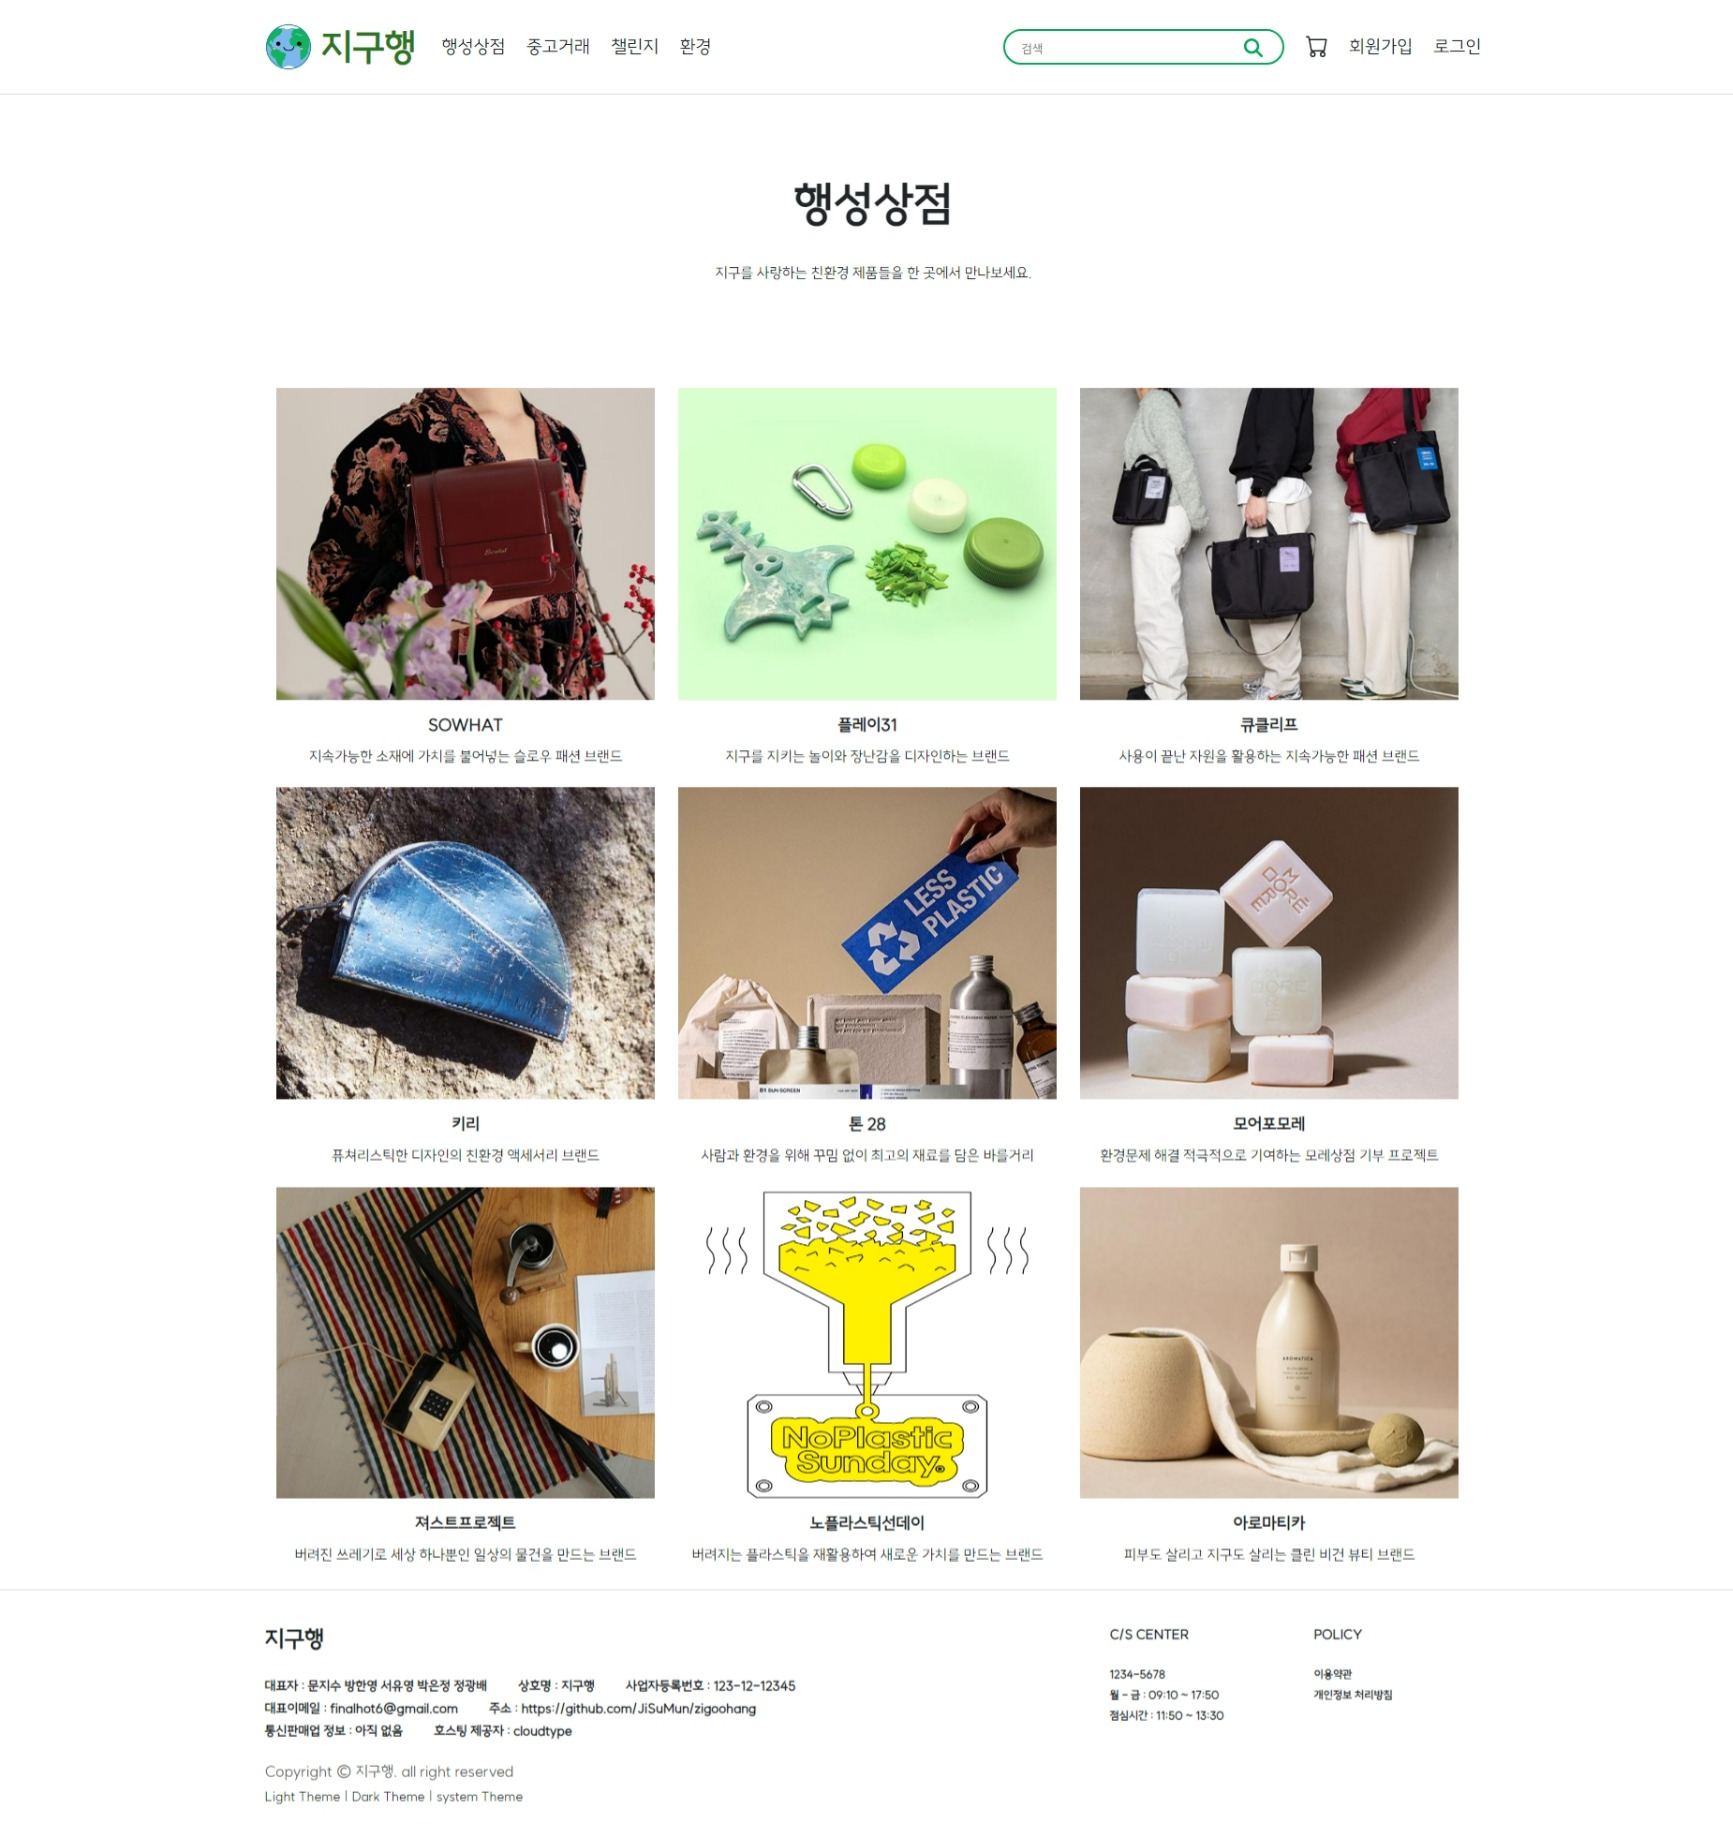 지구행
행성상점 중고거래 챌린지 환경
검색
회원가입 로그인
행성상점
지구를 사랑하는 친환경 제품들을 한 곳에서 만나보세요.
SOWHAT
지속가능한 소재에 가치를 불어넣는 슬로우 패션 브랜드
플레이31
지구를 지키는 놀이와 장난감을 디자인하는 브랜드
큐클리프
사용이 끝난 자원을 활용하는 지속가능한 패션 브랜드
LESS
PLASTIC
MORE
키리
퓨쳐리스틱한 디자인의 친환경 액세서리 브랜드
톤 28
사람과 환경을 위해 꾸밈 없이 최고의 재료를 담은 바를거리
모어포모레
환경문제 해결 적극적으로 기여하는 모레상점 기부 프로젝트
NoPlastic
Sunday
AROMATICA
져스트프로젝트
버려진 쓰레기로 세상 하나뿐인 일상의 물건을 만드는 브랜드
노플라스틱선데이
버려지는 플라스틱을 재활용하여 새로운 가치를 만드는 브랜드
아로마티카
피부도 살리고 지구도 살리는 클린 비건 뷰티 브랜드
지구행
대표자 : 문지수 방한영 서유영 박은정 정광배 상호명 : 지구행 사업자등록번호 : 123-12-12345
대표이메일 : finalhot6@gmail.com 주소 : https://github.com/JiSuMun/zigoohang
통신판매업 정보 : 아직 없음 호스팅 제공자 : cloudtype
Copyright © 지구행. all right reserved
Light Theme | Dark Theme | system Theme
C/S CENTER
1234-5678
월 - 금 : 09:10 ~ 17:50
점심시간 : 11:50 ~ 13:30
POLICY
이용약관
개인정보 처리방침